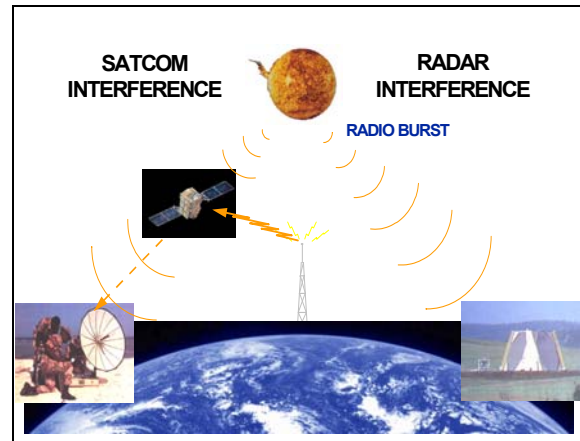 SATCOM
INTERFERENCE
RADAR
INTERFERENCE
RADIO BURST